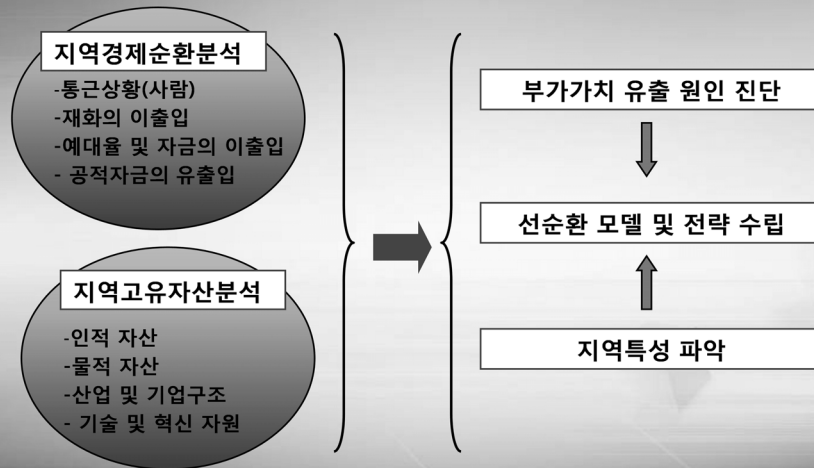 지역경제순환분석
-통근상황(사람)
-재화의 이출입
-예대율 및 자금의 이출입
- 공적자금의 유출입
지역고유자산분석
-인적 자산
-물적 자산
-산업 및 기업구조
- 기술 및 혁신 자원
부가가치 유출 원인 진단
선순환 모델 및 전략 수립
지역특성 파악